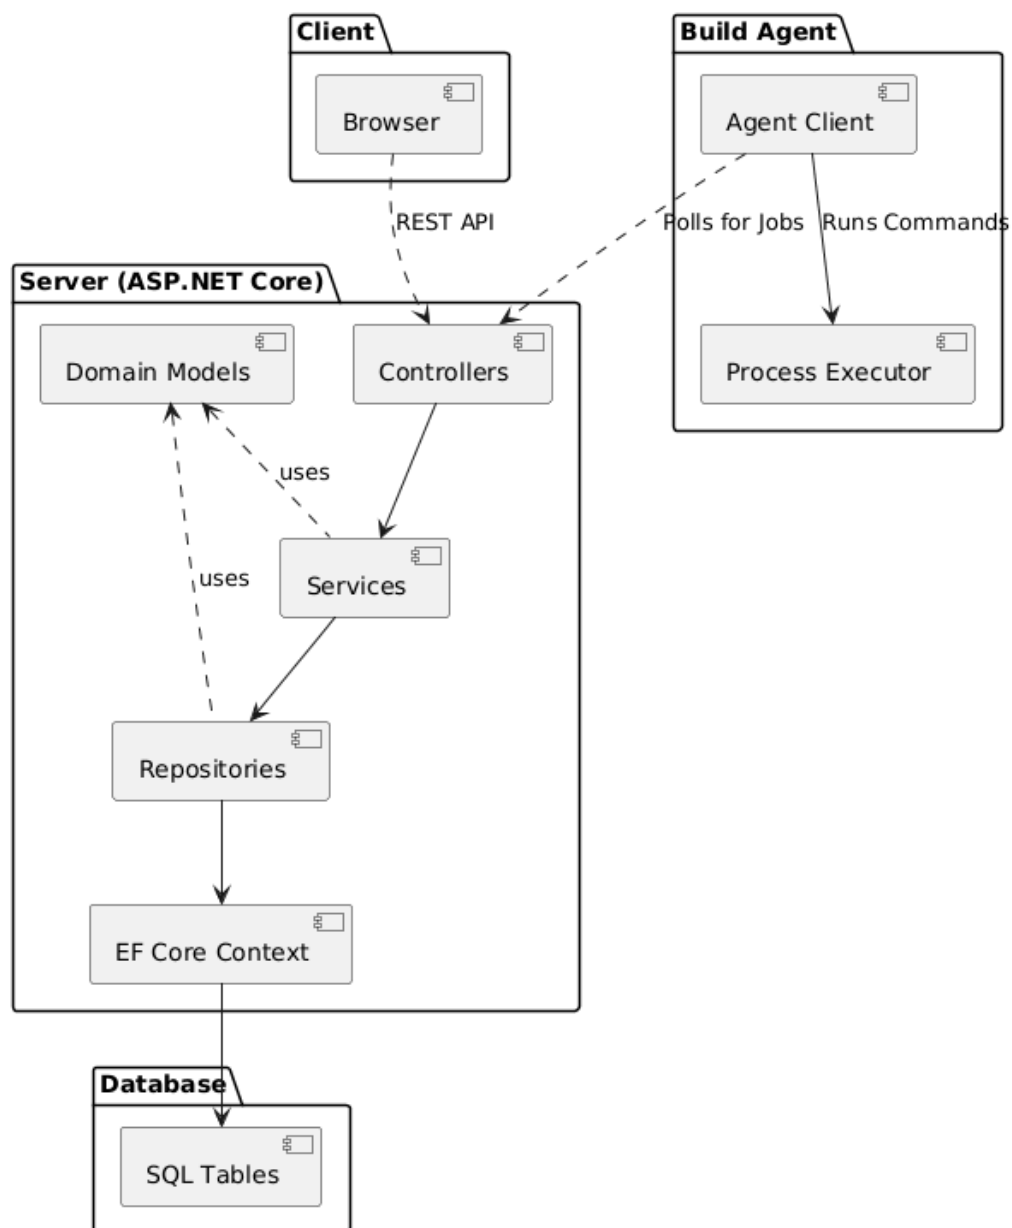 Client
Build Agent
Browser
Agent Client
REST API
Polls for Jobs
Runs Commands
Server (ASP.NET Core)
Domain Models
Controllers
Process Executor
uses
Services
uses
Repositories
EF Core Context
Database
SQL Tables